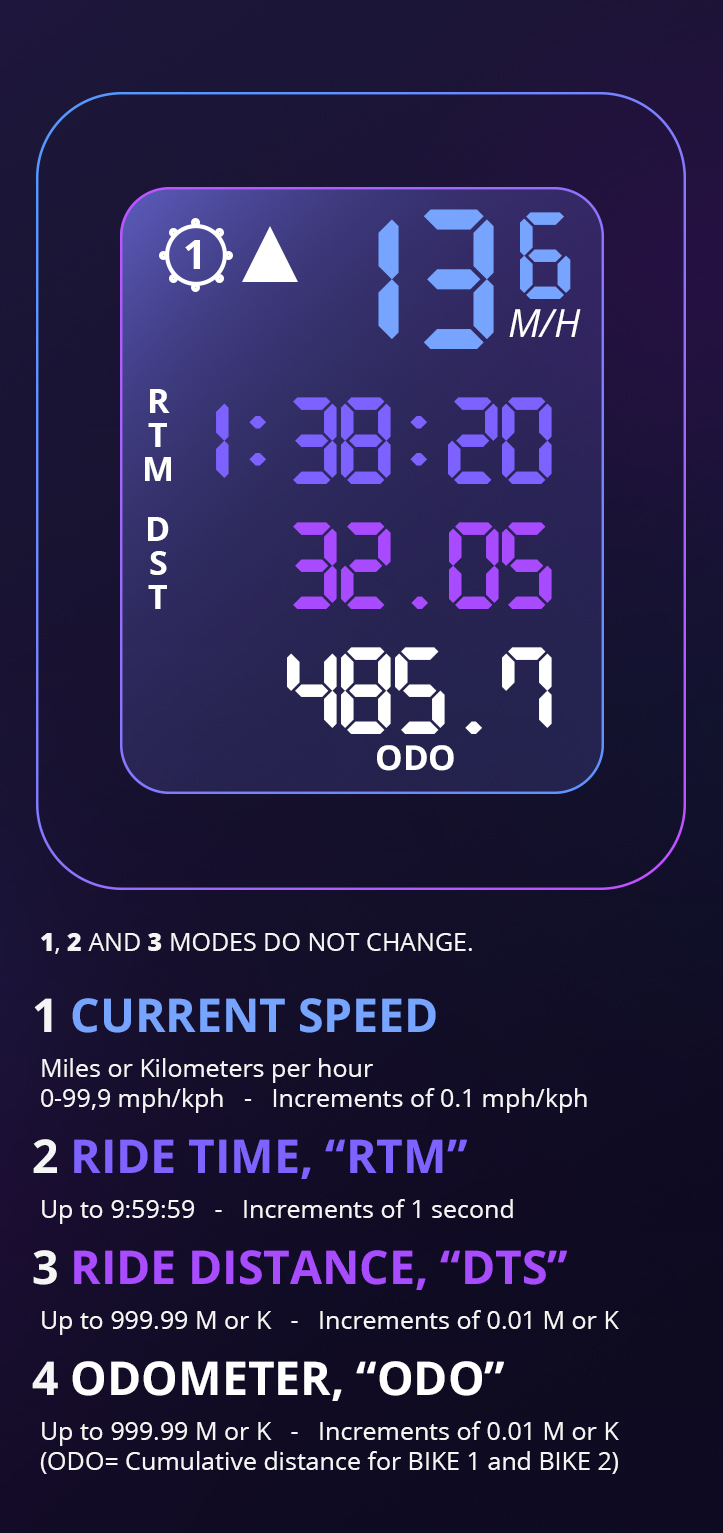 1
13 6
M/H
RTM
1:38:20
DST
32.05
485.7
ODO
1, 2 AND 3 MODES DO NOT CHANGE.
1 CURRENT SPEED
Miles or Kilometers per hour
0-99,9 mph/kph - Increments of 0.1 mph/kph
2 RIDE TIME, “RTM”
Up to 9:59:59 - Increments of 1 second
3 RIDE DISTANCE, “DTS”
Up to 999.99 M or K - Increments of 0.01 M or K
4 ODOMETER, “ODO”
Up to 999.99 M or K - Increments of 0.01 M or K
(ODO= Cumulative distance for BIKE 1 and BIKE 2)